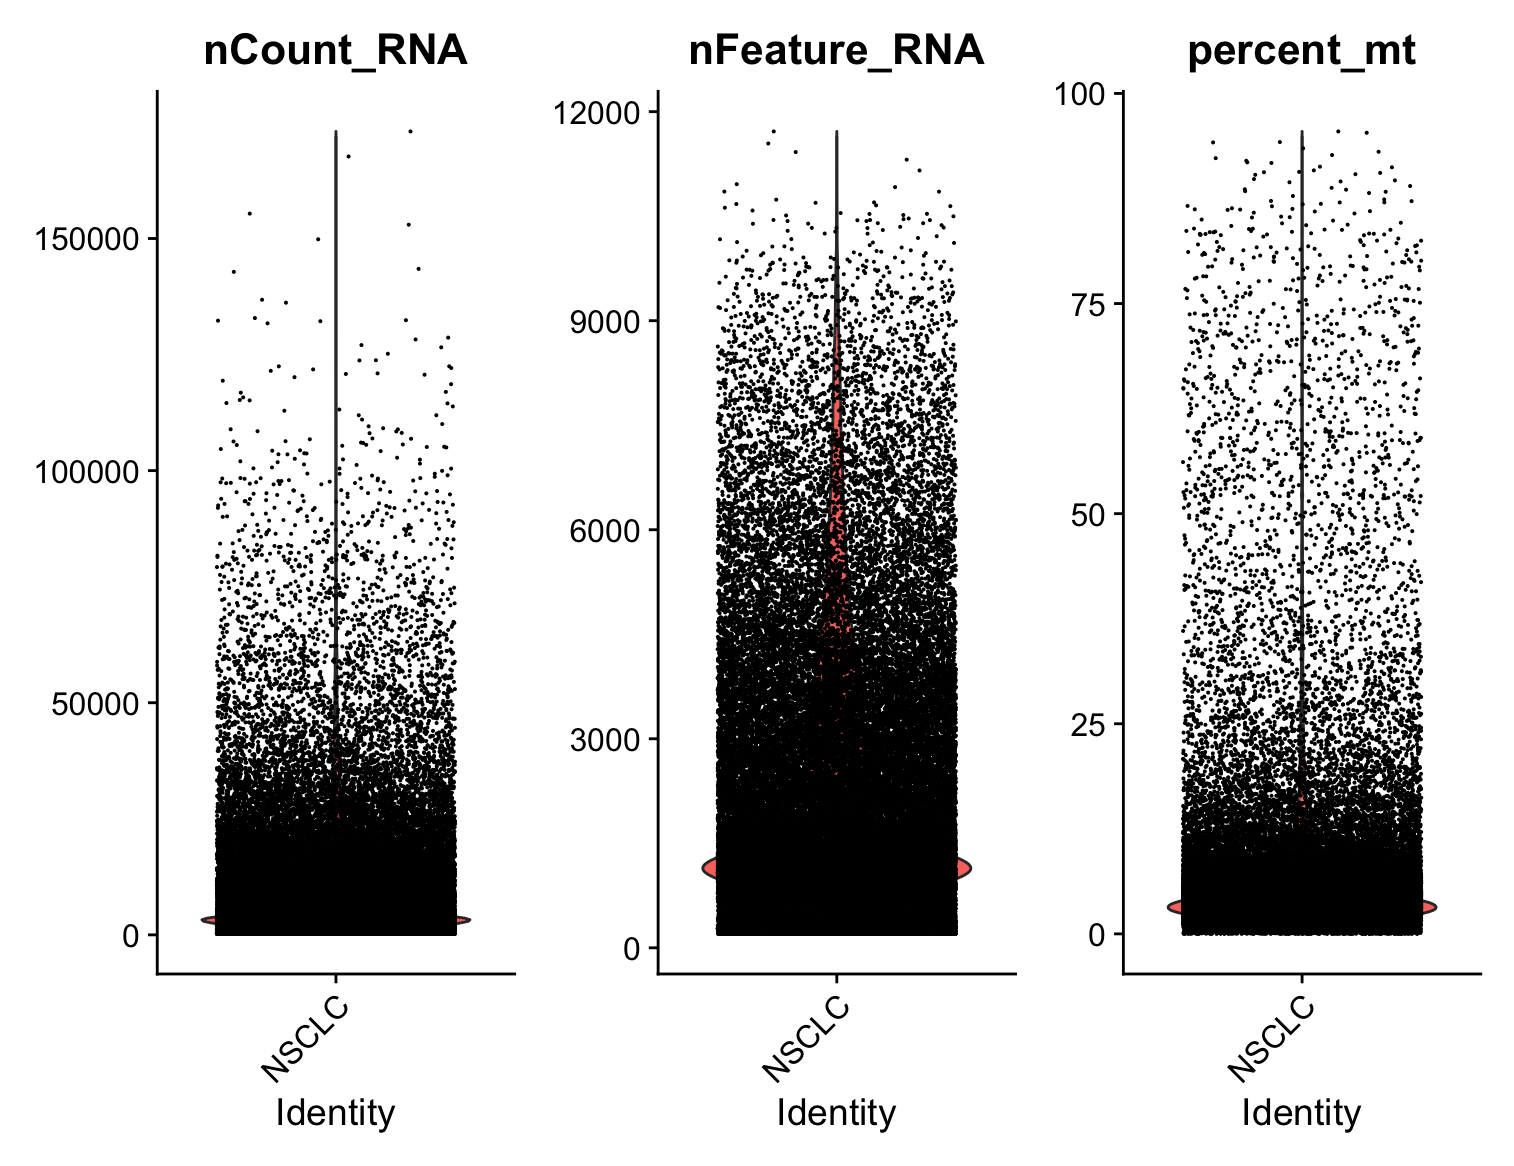 nCount_RNA
150000
100000
50000
0
NSCLC
Identity
nFeature_RNA
12000
9000
6000
3000
0
NSCLC
Identity
percent_mt
100
75
50
25
0
NSCLC
Identity